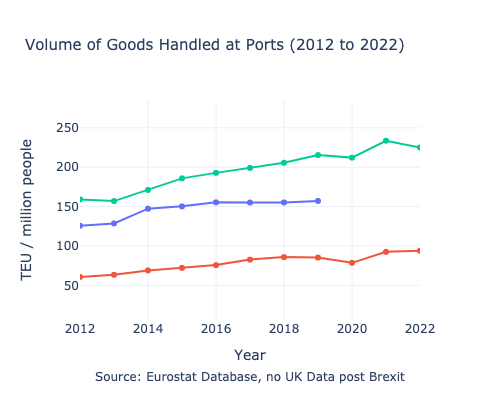 Volume of Goods Handled at Ports (2012 to 2022)
TEU / million people
250
200
150
100
50
2012 2014 2016 2018 2020 2022
Year
Source: Eurostat Database, no UK Data post Brexit